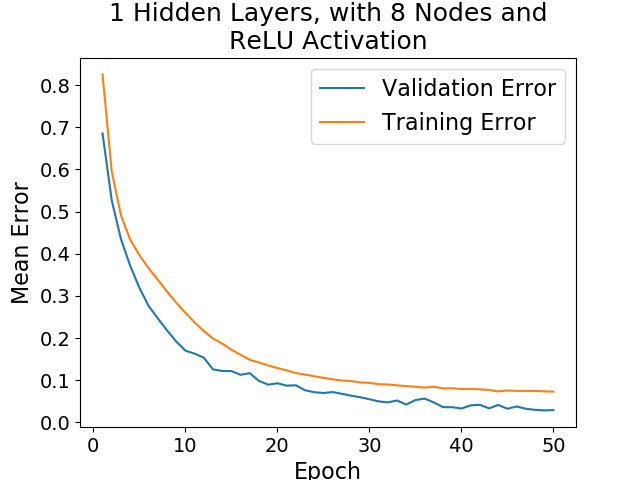 1 Hidden Layers, with 8 Nodes and
ReLU Activation
Validation Error
Training Error
Mean Error
0.8
0.7
0.6
0.5
0.4
0.3
0.2
0.1
0.0
0
10
20
30
40
50
Epoch